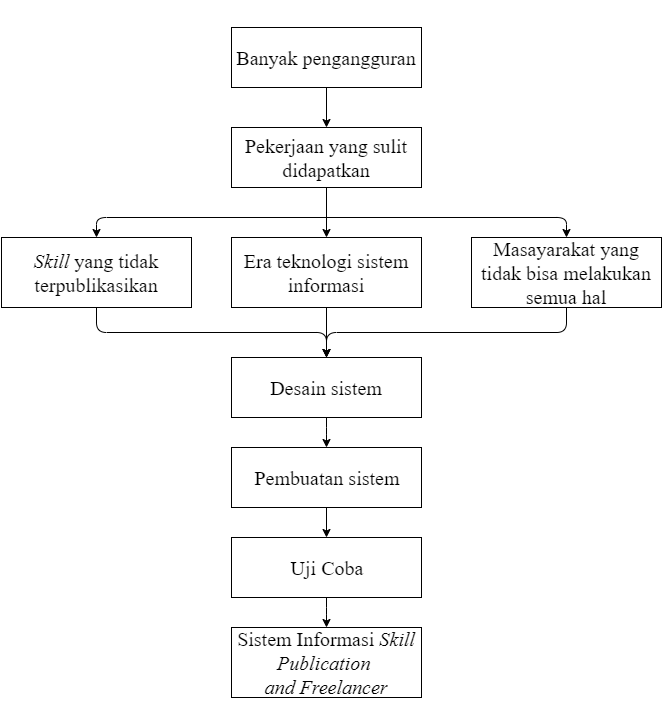 Banyak pengangguran
Pekerjaan yang sulit
didapatkan
Skill yang tidak
terpublikasikan
Era teknologi sistem
informasi
Masayarakat yang
tidak bisa melakukan
semua hal
Desain sistem
Pembuatan sistem
Uji Coba
Sistem Informasi Skill
Publication
and Freelancer